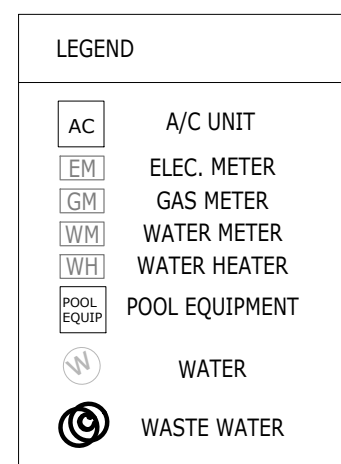 LEGEND
AC A/C UNIT
EM ELEC. METER
GM GAS METER
WM WATER METER
WH WATER HEATER
POOL
EQUIP POOL EQUIPMENT
W WATER
C WASTE WATER